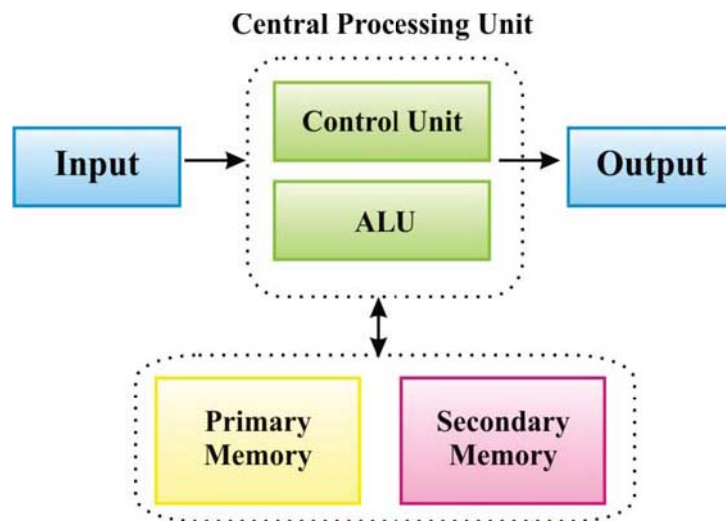 Central Processing Unit
Control Unit
Input
Output
ALU
Primary
Memory
Secondary
Memory